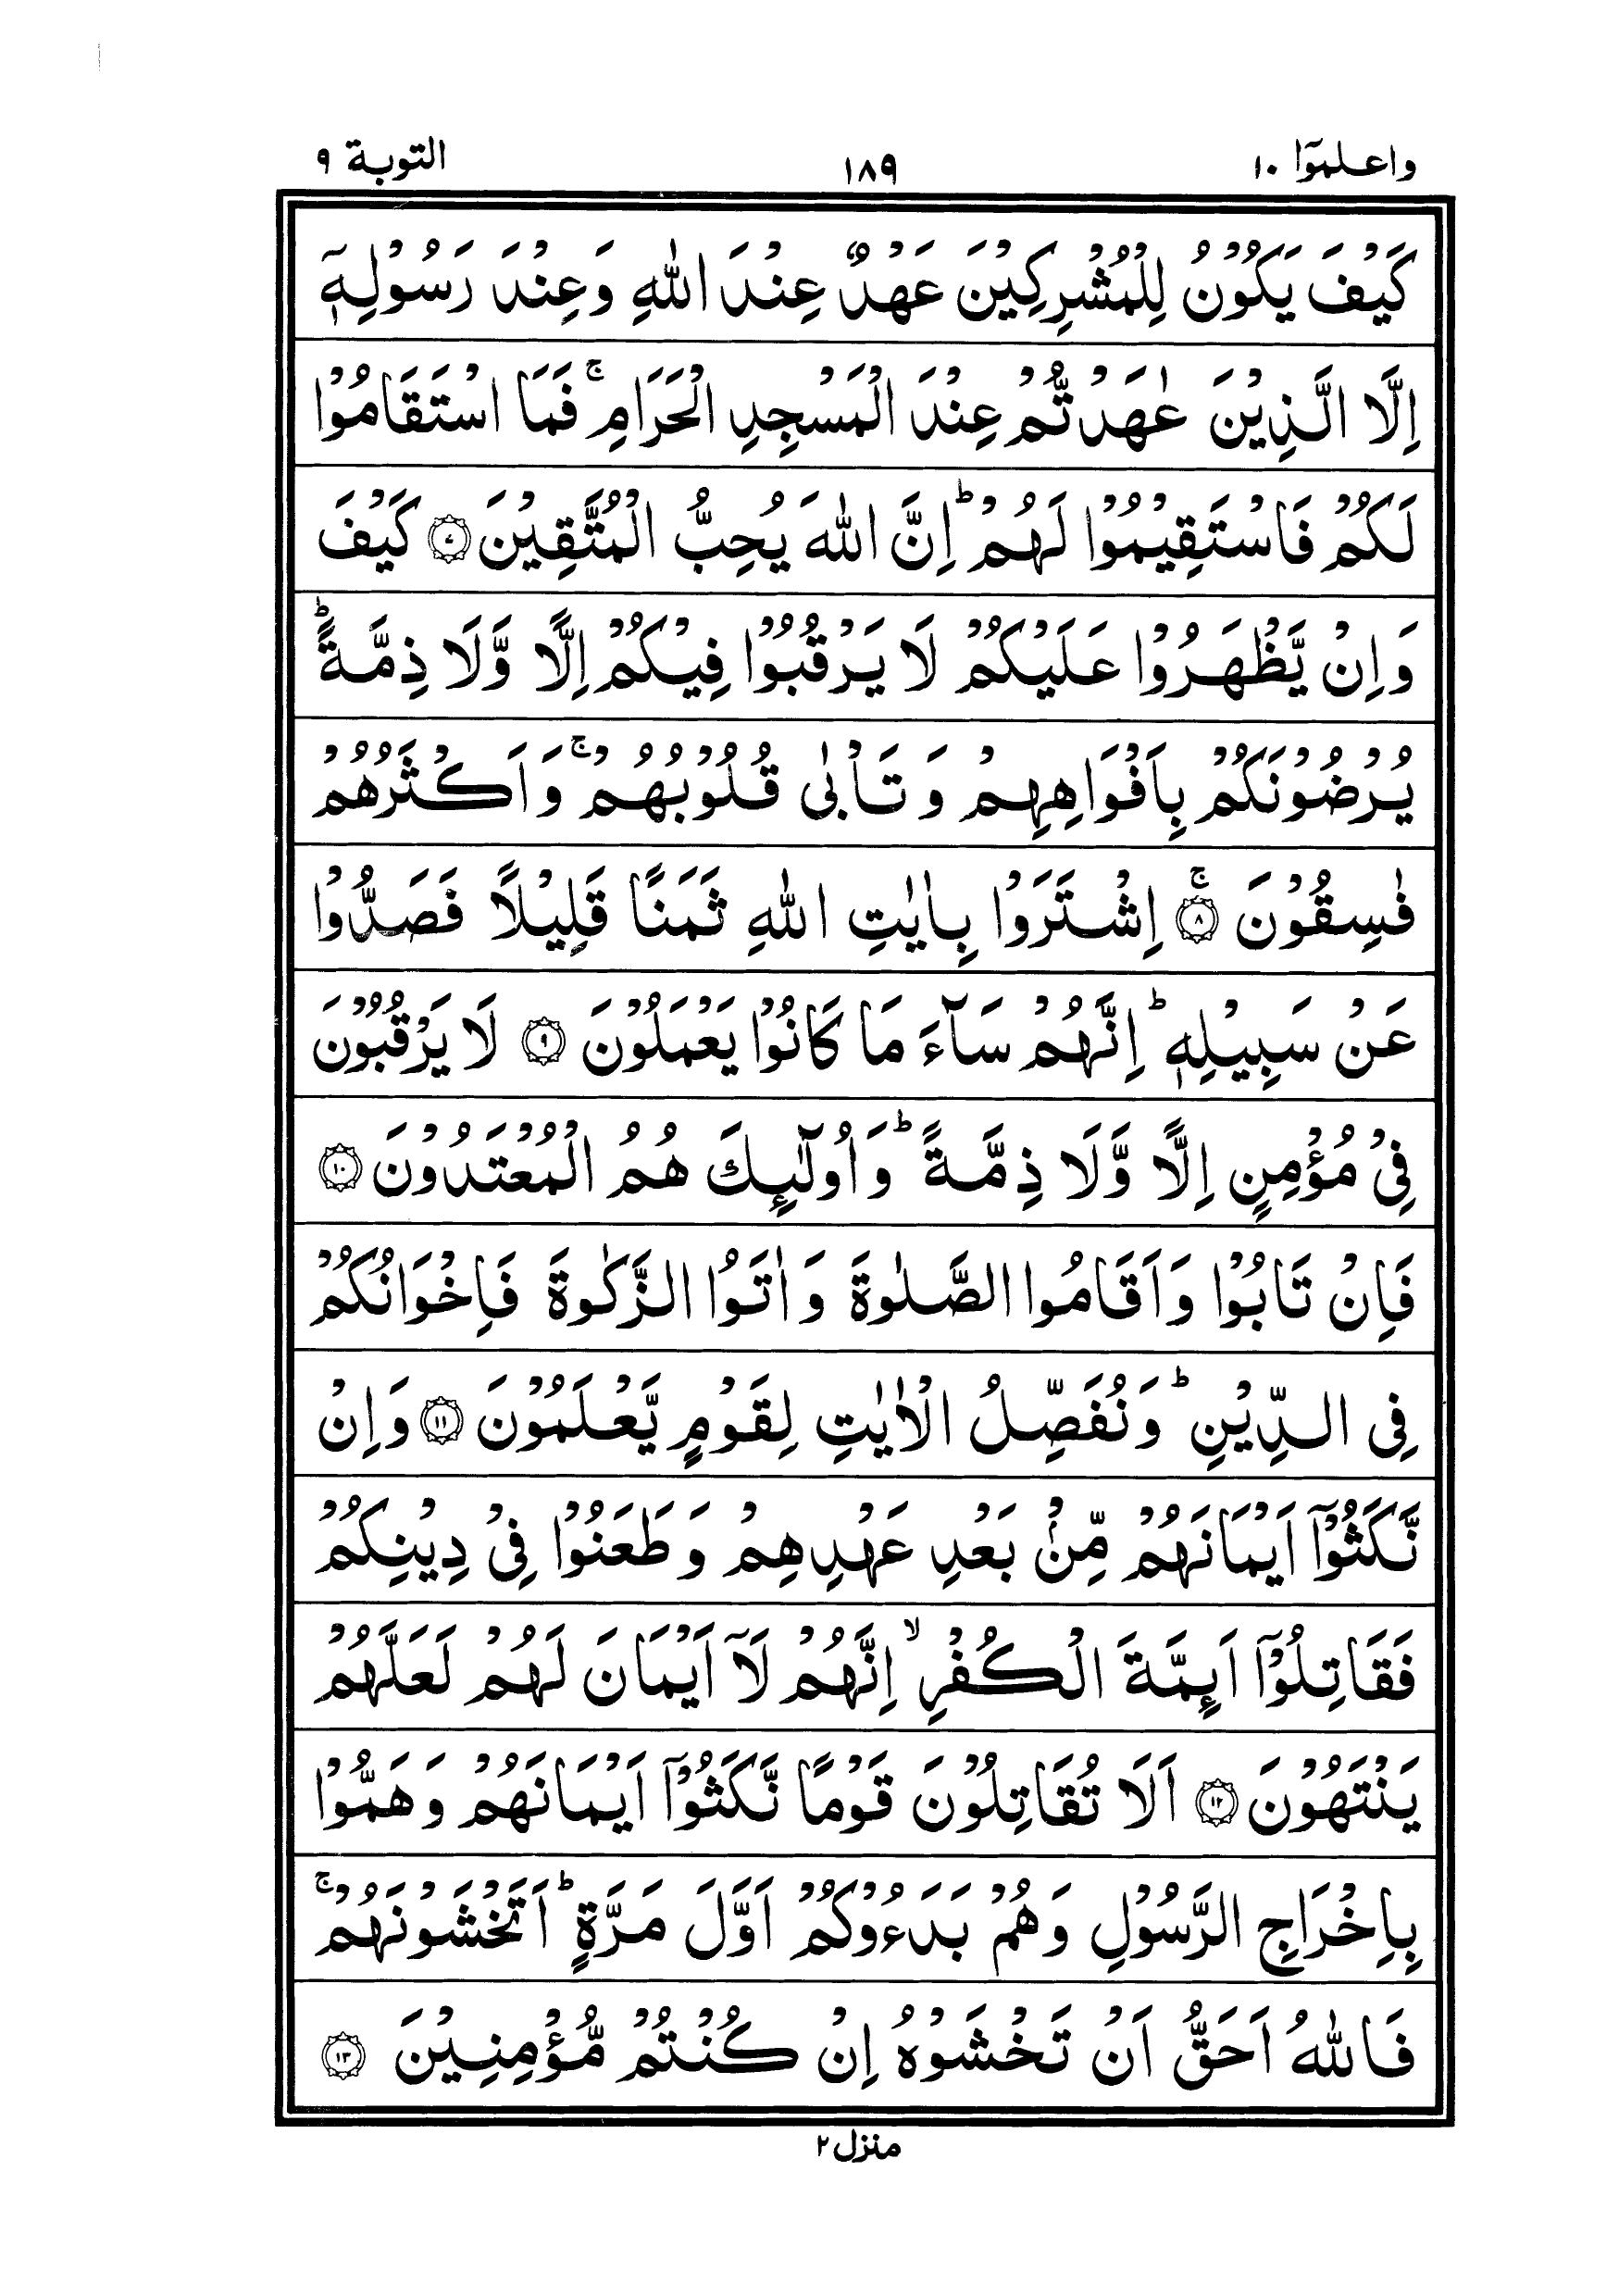 واعلموٓا ١٠ ١٨٩ التوبة ٩
كَيْفَ يَكُوْنُ لِلْمُشْرِكِيْنَ عَهْدٌ عِنْدَ اللّٰهِ وَعِنْدَ رَسُوْلِهٖٓ
اِلَّا الَّذِيْنَ عٰهَدْتُّمْ عِنْدَ الْمَسْجِدِ الْحَرَامِ ۚ فَمَا اسْتَقَامُوْا
لَكُمْ فَاسْتَقِيْمُوْا لَهُمْ ؕ اِنَّ اللّٰهَ يُحِبُّ الْمُتَّقِيْنَ ۝٧ كَيْفَ
وَاِنْ يَّظْهَرُوْا عَلَيْكُمْ لَا يَرْقُبُوْا فِيْكُمْ اِلًّا وَّلَا ذِمَّةً ؕ
يُرْضُوْنَكُمْ بِاَفْوَاهِهِمْ وَتَاْبٰى قُلُوْبُهُمْ ۚ وَاَكْثَرُهُمْ
فٰسِقُوْنَ ۝٨ ۚ اِشْتَرَوْا بِاٰيٰتِ اللّٰهِ ثَمَنًا قَلِيْلًا فَصَدُّوْا
عَنْ سَبِيْلِهٖ ؕ اِنَّهُمْ سَآءَ مَا كَانُوْا يَعْمَلُوْنَ ۝٩ لَا يَرْقُبُوْنَ
فِيْ مُؤْمِنٍ اِلًّا وَّلَا ذِمَّةً ؕ وَاُولٰٓئِكَ هُمُ الْمُعْتَدُوْنَ ۝١٠
فَاِنْ تَابُوْا وَاَقَامُوا الصَّلٰوةَ وَاٰتَوُا الزَّكٰوةَ فَاِخْوَانُكُمْ
فِى الدِّيْنِ ؕ وَنُفَصِّلُ الْاٰيٰتِ لِقَوْمٍ يَّعْلَمُوْنَ ۝١١ وَاِنْ
نَّكَثُوْٓا اَيْمَانَهُمْ مِّنْۢ بَعْدِ عَهْدِهِمْ وَطَعَنُوْا فِيْ دِيْنِكُمْ
فَقَاتِلُوْٓا اَئِمَّةَ الْكُفْرِ ۙ اِنَّهُمْ لَآ اَيْمَانَ لَهُمْ لَعَلَّهُمْ
يَنْتَهُوْنَ ۝١٢ اَلَا تُقَاتِلُوْنَ قَوْمًا نَّكَثُوْٓا اَيْمَانَهُمْ وَهَمُّوْا
بِاِخْرَاجِ الرَّسُوْلِ وَهُمْ بَدَءُوْكُمْ اَوَّلَ مَرَّةٍ ؕ اَتَخْشَوْنَهُمْ ۚ
فَاللّٰهُ اَحَقُّ اَنْ تَخْشَوْهُ اِنْ كُنْتُمْ مُّؤْمِنِيْنَ ۝١٣
منزل ٢